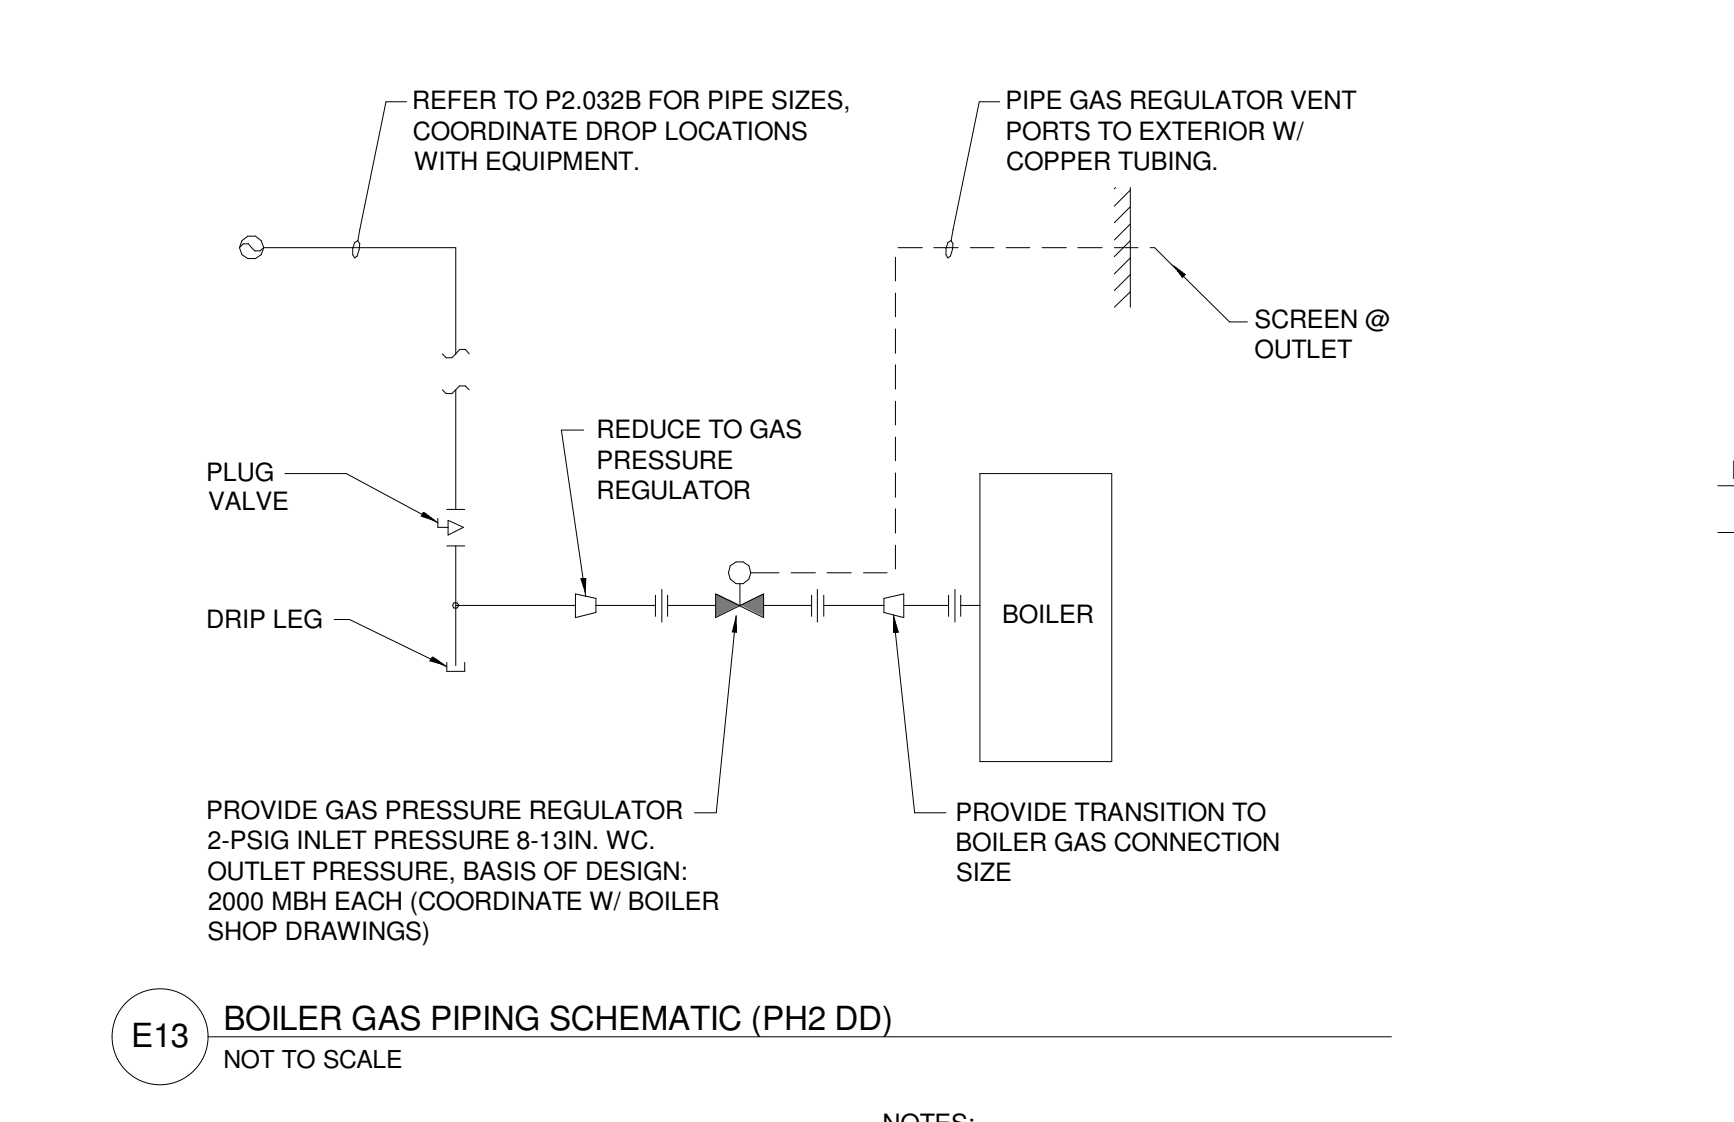 REFER TO P2.032B FOR PIPE SIZES,
COORDINATE DROP LOCATIONS
WITH EQUIPMENT.
PIPE GAS REGULATOR VENT
PORTS TO EXTERIOR W/
COPPER TUBING.
SCREEN @
OUTLET
REDUCE TO GAS
PRESSURE
REGULATOR
PLUG
VALVE
DRIP LEG
BOILER
PROVIDE GAS PRESSURE REGULATOR
2-PSIG INLET PRESSURE 8-13IN. WC.
OUTLET PRESSURE, BASIS OF DESIGN:
2000 MBH EACH (COORDINATE W/ BOILER
SHOP DRAWINGS)
PROVIDE TRANSITION TO
BOILER GAS CONNECTION
SIZE
E13
BOILER GAS PIPING SCHEMATIC (PH2 DD)
NOT TO SCALE
NOTES: